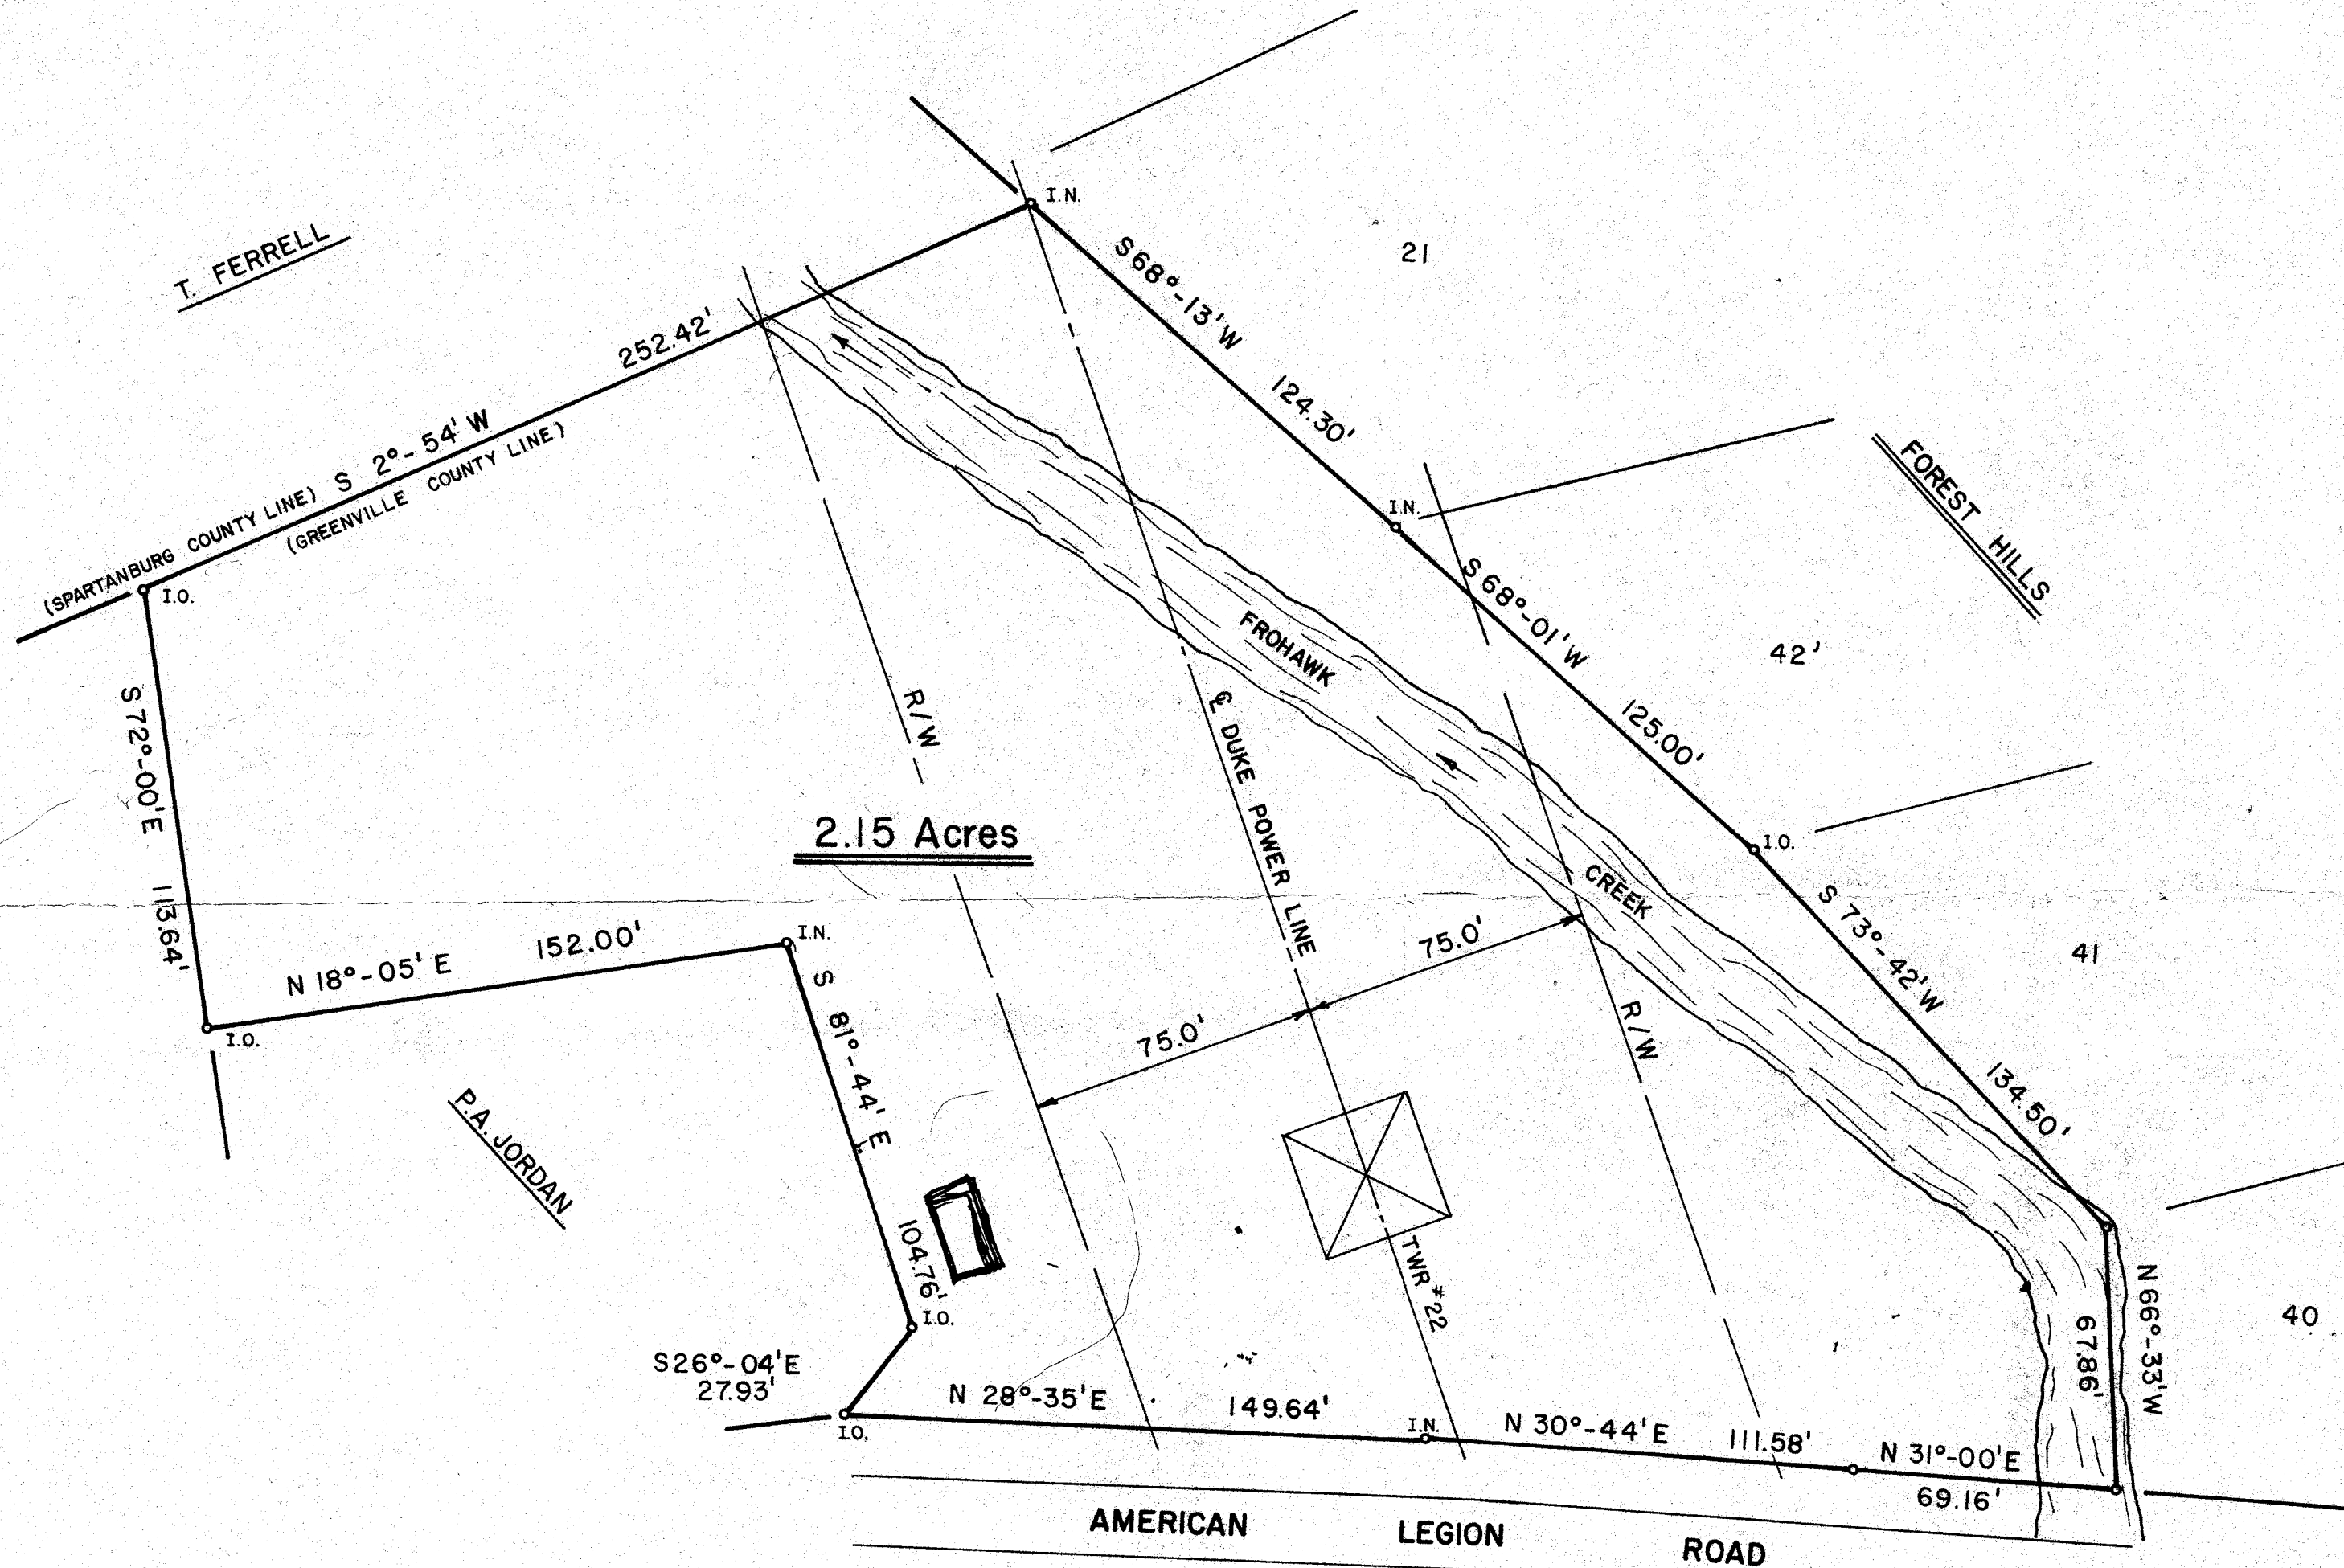 I.N.
T. FERRELL
21
S 68°-13' W
124.30'
252.42'
S 2°-54' W
(SPARTANBURG COUNTY LINE)
(GREENVILLE COUNTY LINE)
I.O.
FOREST HILLS
I.N.
S 68°-01' W
125.00'
42'
FROHAWK CREEK
S 72°-00' E
113.64'
R/W
℄ DUKE POWER LINE
2.15 Acres
I.O.
S 73°-42' W
134.50'
41
N 18°-05' E 152.00'
I.N.
75.0'
75.0'
R/W
I.O.
S 81°-44' E
104.76'
P.A. JORDAN
TWR #22
I.O.
S 26°-04' E
27.93'
N 66°-33' W
67.86'
40
N 28°-35' E 149.64'
I.O.
I.N.
N 30°-44' E 111.58'
N 31°-00' E
69.16'
AMERICAN LEGION ROAD